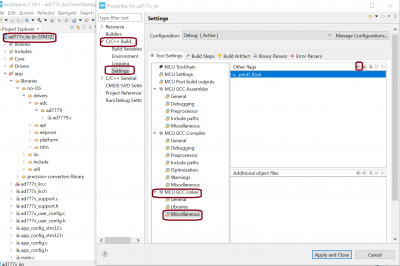 workspace_1.10.1 - ad777x_iio/user/Startup
File Edit Source Refactor Navigate
Project Explorer
ad777x_iio (in STM32)
Binaries
Includes
Core
Drivers
app
libraries
no-OS
drivers
adc
ad7779
ad7779.c
api
eeprom
platform
tdm
iio
include
util
precision-converters-library
ad777x_iio.c
ad777x_iio.h
ad777x_support.c
ad777x_support.h
ad777x_user_config.c
ad777x_user_config.h
app_config_stm32.c
app_config_stm32.h
app_config.c
app_config.h
main.c
ad777x_iio
Properties for ad777x_iio
type filter text
Resource
Builders
C/C++ Build
Build Variables
Environment
Logging
Settings
C/C++ General
CMSIS-SVD Settings
Project References
Run/Debug Settings
Settings
Configuration: Debug [ Active ]
Manage Configurations...
Tool Settings
Build Steps
Build Artifact
Binary Parsers
Error Parsers
MCU Toolchain
MCU Settings
MCU Post build outputs
MCU GCC Assembler
General
Debugging
Preprocessor
Include paths
Miscellaneous
MCU GCC Compiler
General
Debugging
Preprocessor
Include paths
Optimization
Warnings
Miscellaneous
MCU GCC Linker
General
Libraries
Miscellaneous
Other flags
-u _printf_float
Additional object files
Apply and Close
Cancel